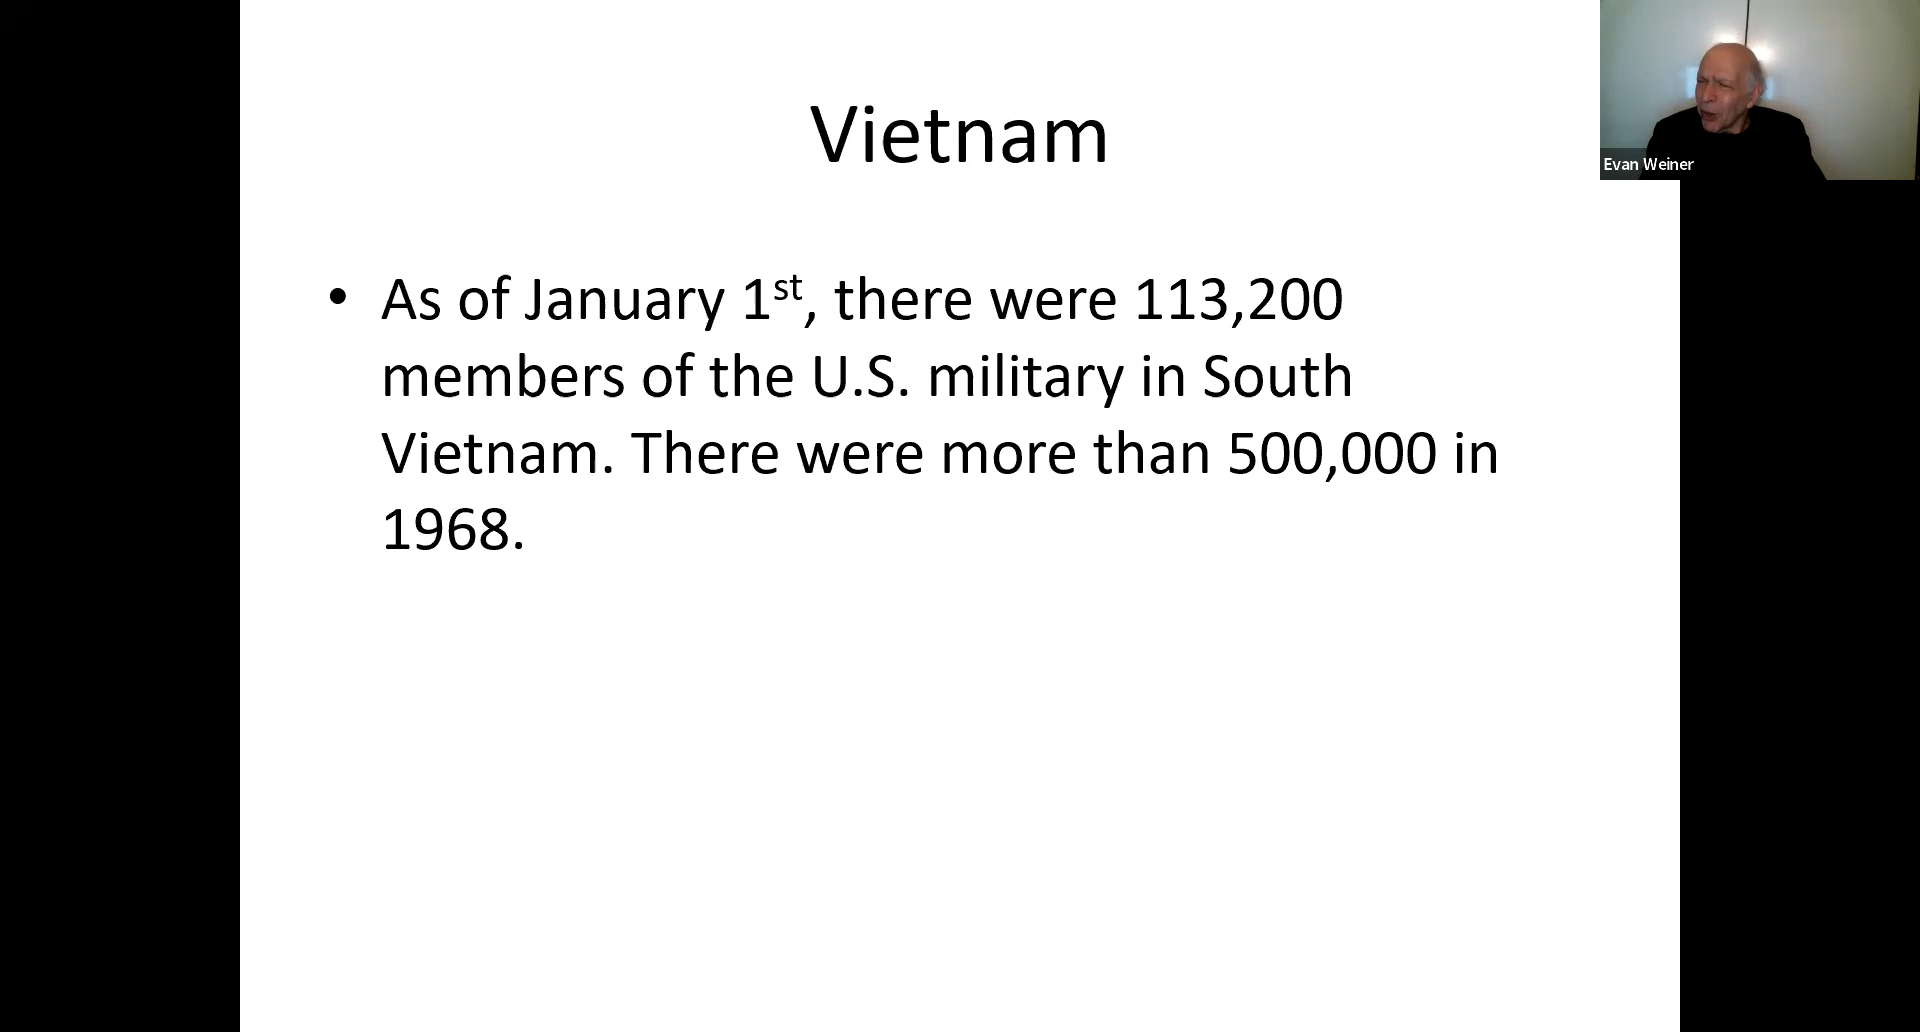 Vietnam
Evan Weiner
• As of January 1st, there were 113,200
members of the U.S. military in South
Vietnam. There were more than 500,000 in
1968.